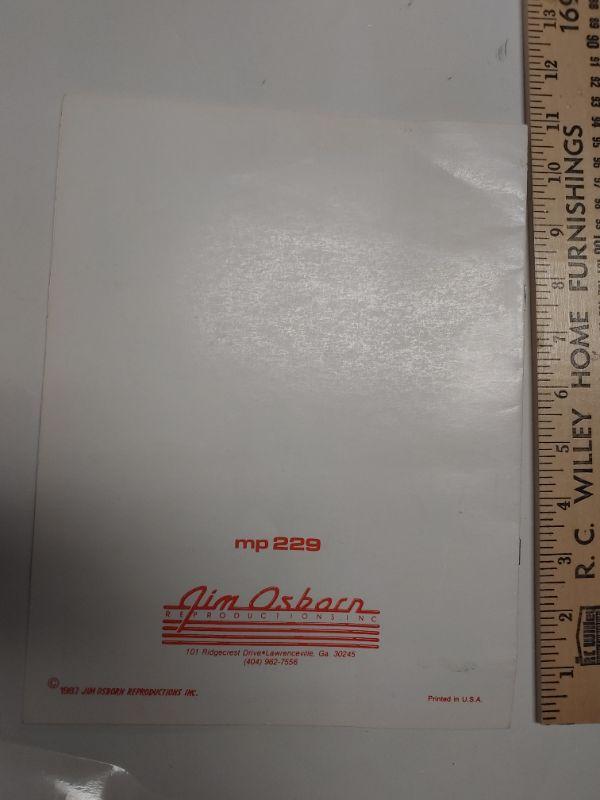 mp 229
Jim Osborn
REPRODUCTIONS, INC
101 Ridgecrest Drive•Lawrenceville, Ga 30245
(404) 962-7556
© 1987 JIM OSBORN REPRODUCTIONS INC.
Printed in U.S.A.
R. C. WILLEY HOME FURNISHINGS
1 2 3 4 5 6 7 8 9 10 11 12 13